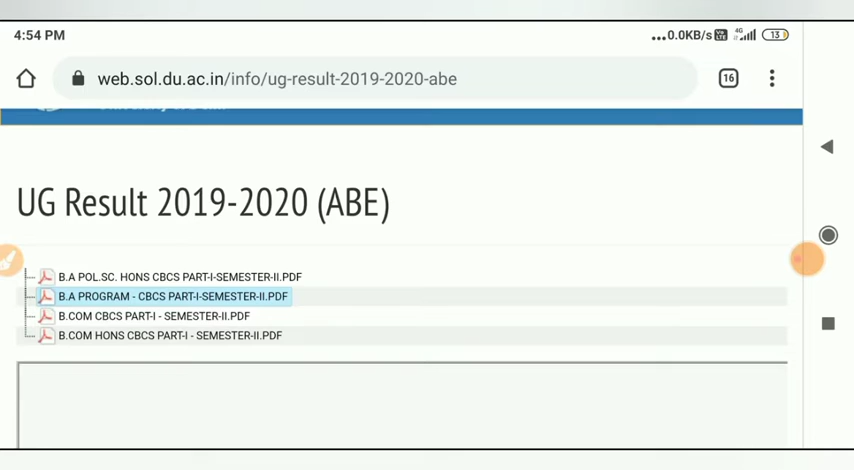 4:54 PM
...0.0KB/s VoLTE 4G 13
web.sol.du.ac.in/info/ug-result-2019-2020-abe
16
UG Result 2019-2020 (ABE)
B.A POL.SC. HONS CBCS PART-I-SEMESTER-II.PDF
B.A PROGRAM - CBCS PART-I-SEMESTER-II.PDF
B.COM CBCS PART-I - SEMESTER-II.PDF
B.COM HONS CBCS PART-I - SEMESTER-II.PDF